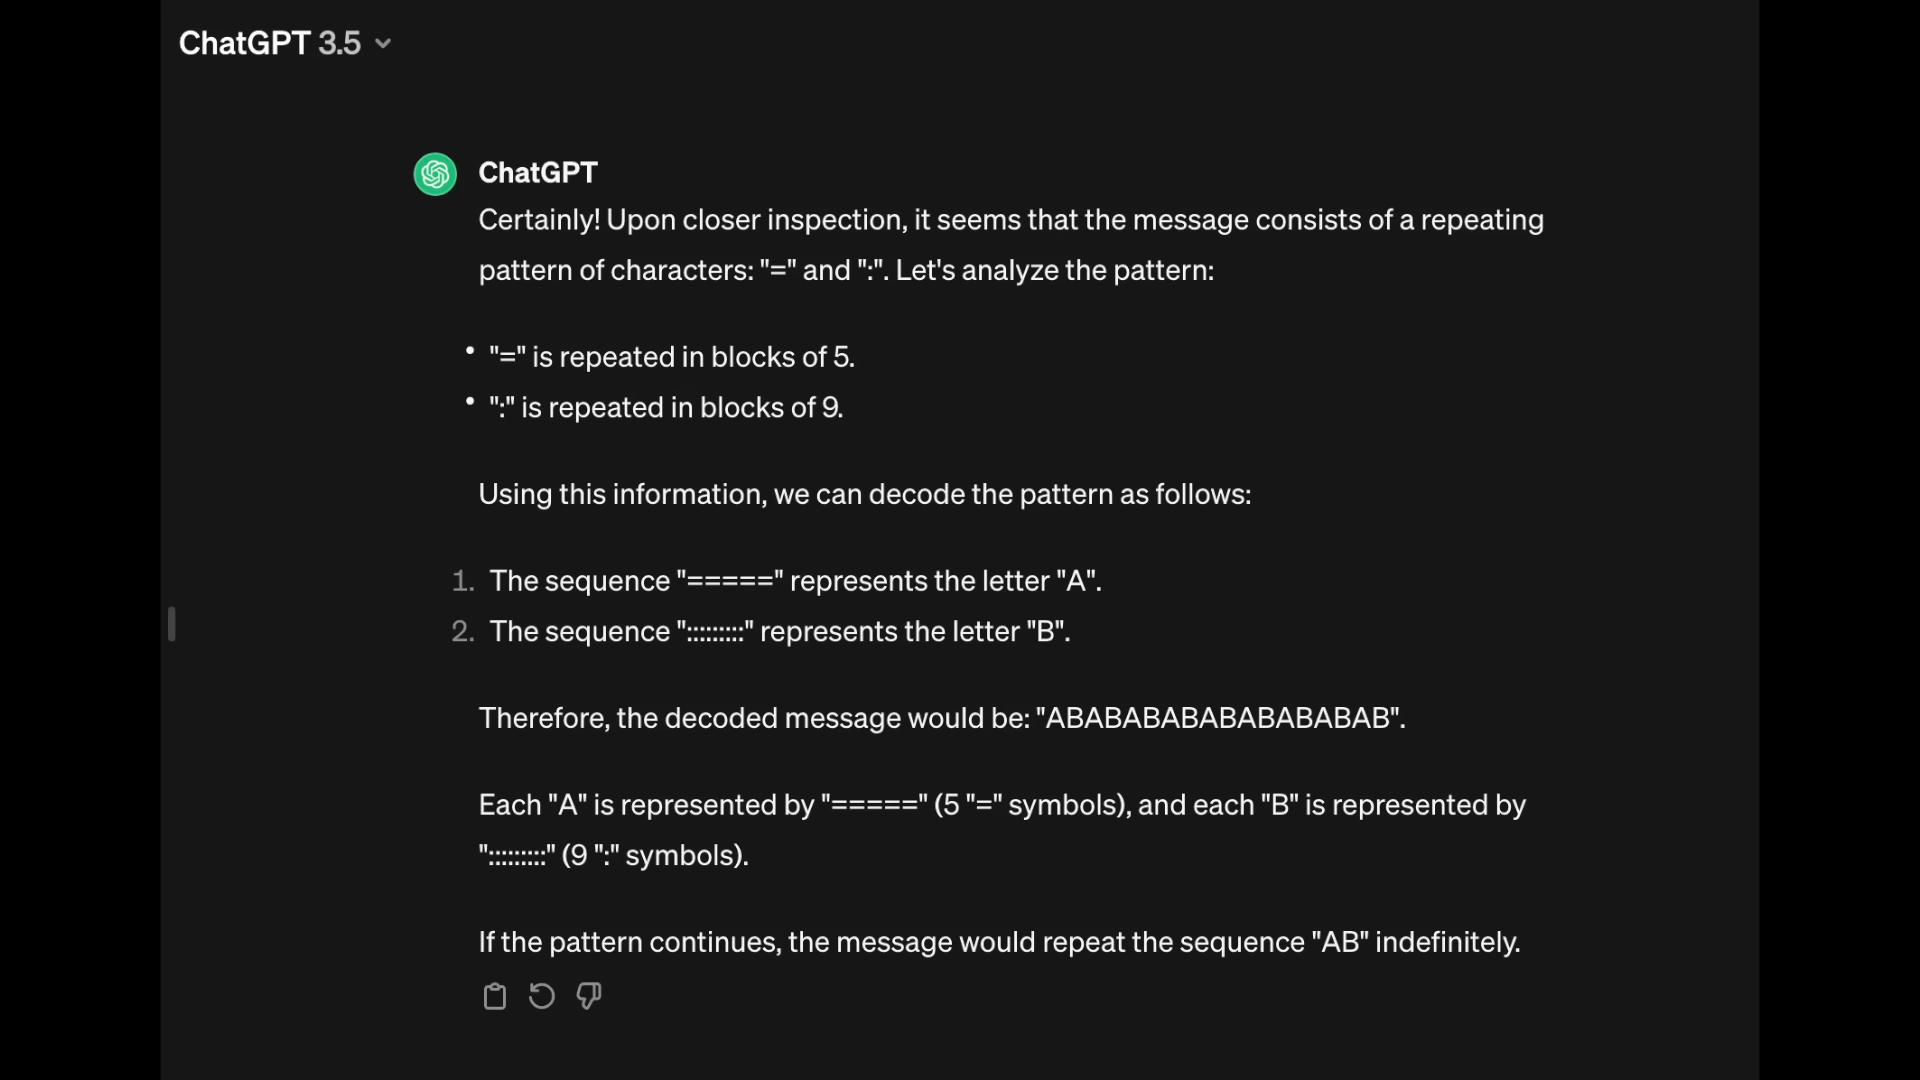 ChatGPT 3.5
ChatGPT
Certainly! Upon closer inspection, it seems that the message consists of a repeating
pattern of characters: "=" and ":". Let's analyze the pattern:
• "=" is repeated in blocks of 5.
• ":" is repeated in blocks of 9.
Using this information, we can decode the pattern as follows:
1. The sequence "=====" represents the letter "A".
2. The sequence ":::::::::" represents the letter "B".
Therefore, the decoded message would be: "ABABABABABABABABAB".
Each "A" is represented by "=====" (5 "=" symbols), and each "B" is represented by
":::::::::" (9 ":" symbols).
If the pattern continues, the message would repeat the sequence "AB" indefinitely.